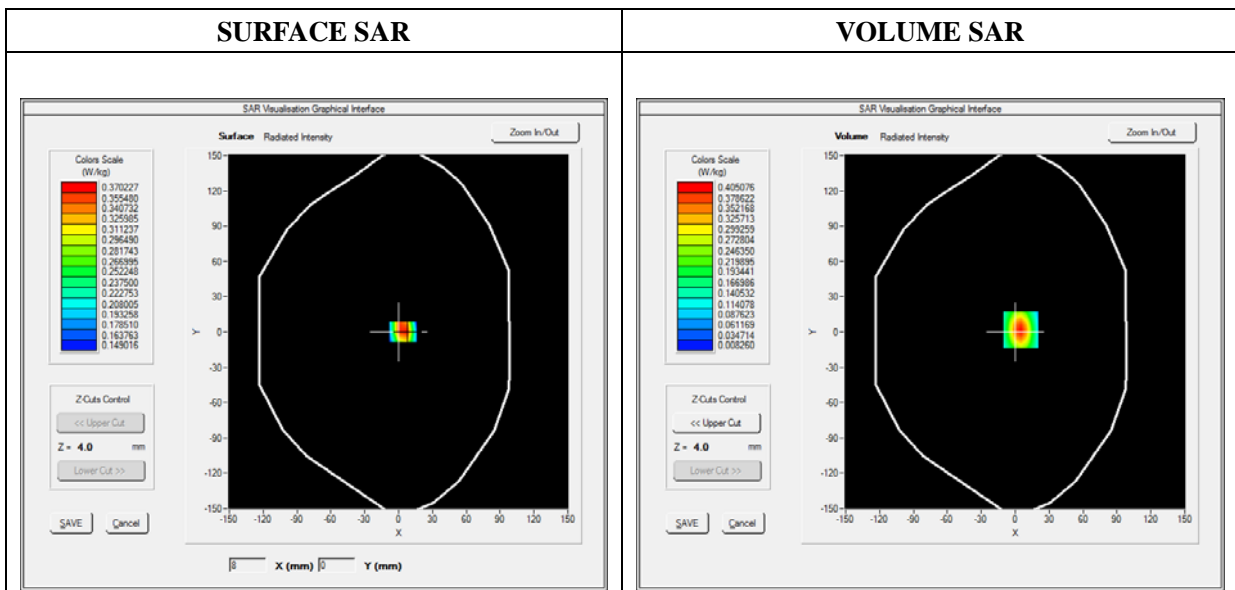 SURFACE SAR
VOLUME SAR
SAR Visualisation Graphical Interface
Surface Radiated Intensity
Zoom In/Out
Colors Scale
(W/kg)
0.370227
0.355480
0.340732
0.325985
0.311237
0.296490
0.281743
0.266995
0.252248
0.237500
0.222753
0.208005
0.193258
0.178510
0.163763
0.149016
Z-Cuts Control
<< Upper Cut
Z = 4.0 mm
Lower Cut >>
SAVE
Cancel
150
120
90
60
30
0
-30
-60
-90
-120
-150
Y
-150 -120 -90 -60 -30 0 30 60 90 120 150
X
8 X (mm) 0 Y (mm)
SAR Visualisation Graphical Interface
Volume Radiated Intensity
Zoom In/Out
Colors Scale
(W/kg)
0.405076
0.378622
0.352168
0.325713
0.299259
0.272804
0.246350
0.219895
0.193441
0.166986
0.140532
0.114078
0.087623
0.061169
0.034714
0.008260
Z-Cuts Control
<< Upper Cut
Z = 4.0 mm
Lower Cut >>
SAVE
Cancel
150
120
90
60
30
0
-30
-60
-90
-120
-150
Y
-150 -120 -90 -60 -30 0 30 60 90 120 150
X